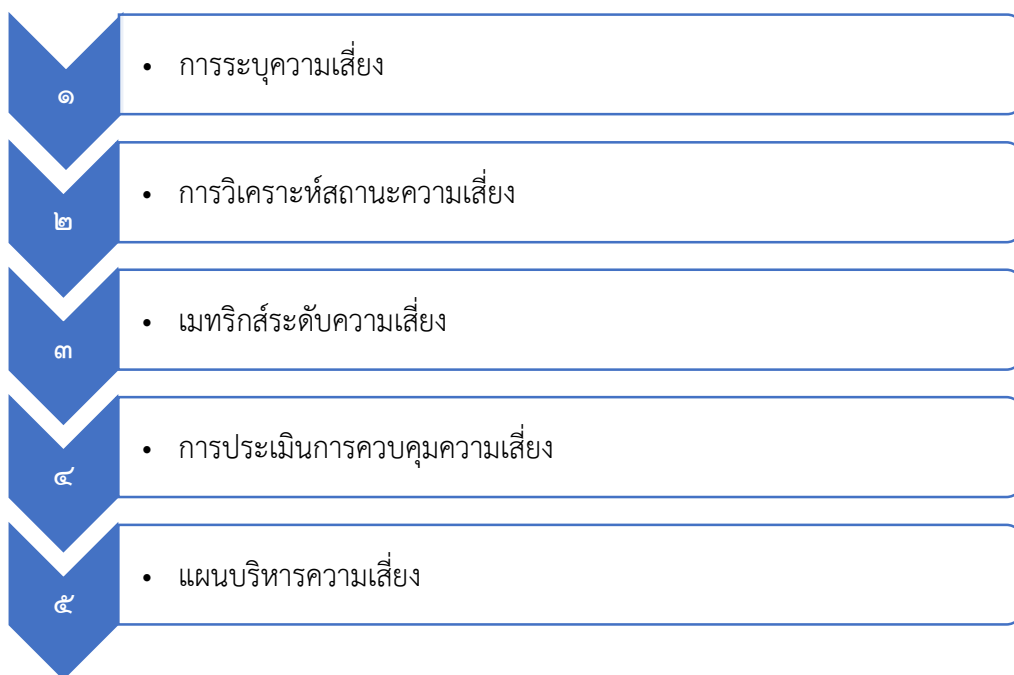 ๑
• การระบุความเสี่ยง
๒
• การวิเคราะห์สถานะความเสี่ยง
๓
• เมทริกส์ระดับความเสี่ยง
๔
• การประเมินการควบคุมความเสี่ยง
๕
• แผนบริหารความเสี่ยง